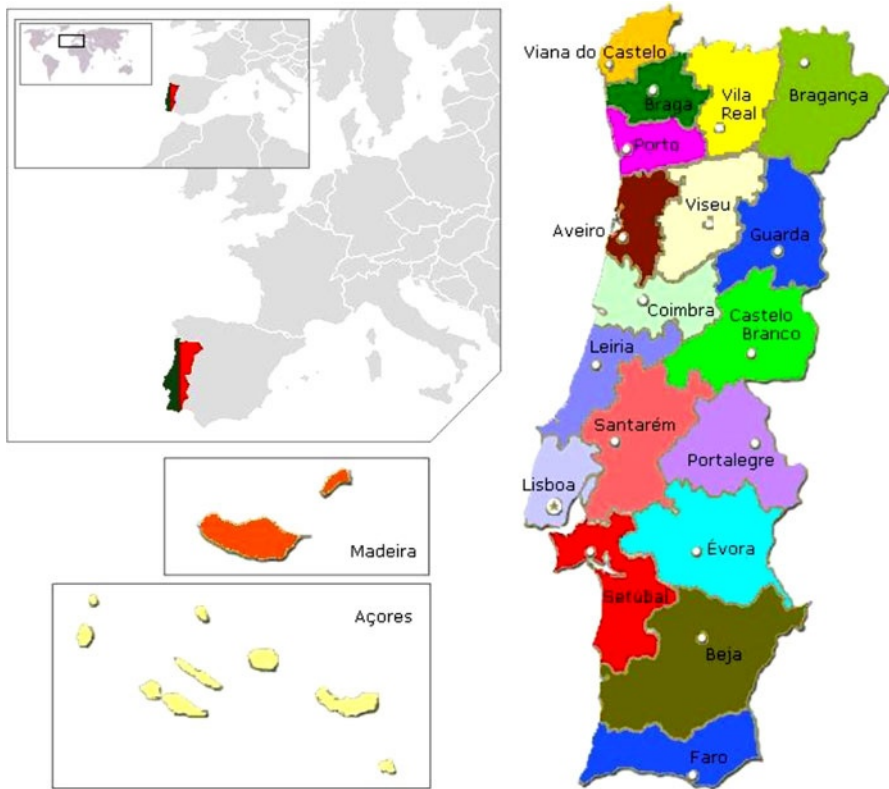 Viana do Castelo
Braga
Vila
Real
Bragança
Porto
Aveiro
Viseu
Guarda
Coimbra
Castelo
Branco
Leiria
Santarém
Portalegre
Lisboa
Évora
Setúbal
Beja
Faro
Madeira
Açores